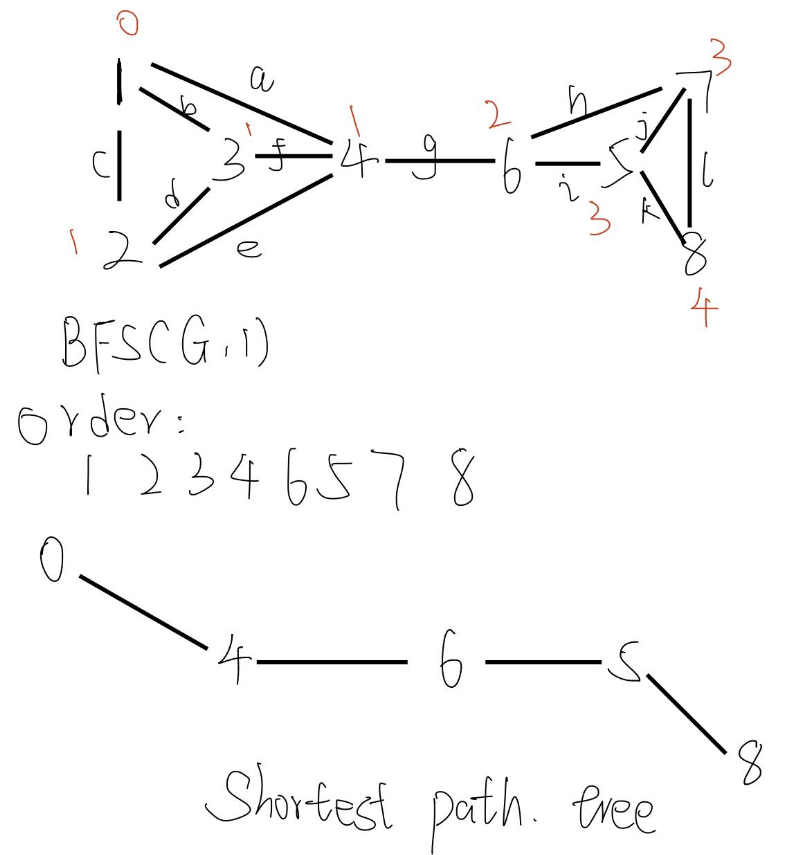 0
1 a h 7 3
b 1 2 j
c 3 1 f 4 g 6 i 5 l
d 3 k
1 2 e 8
4
BFS(G,1)
order:
1 2 3 4 6 5 7 8
0
4 6 5
8
Shortest path. tree